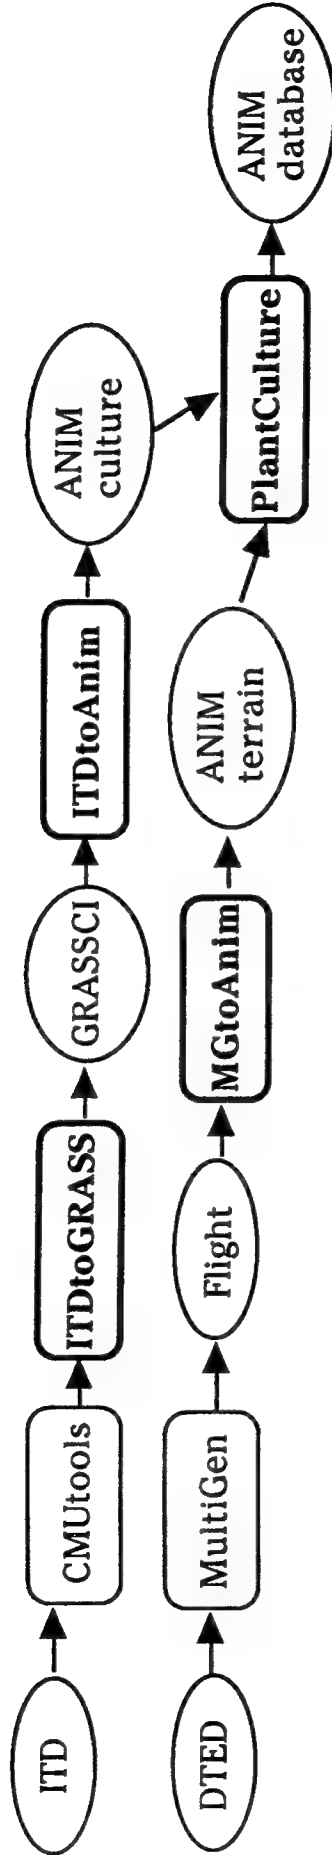 ITD
CMUtools
ITDtoGRASS
GRASSCI
ITDtoAnim
ANIM
culture
DTED
MultiGen
Flight
MGtoAnim
ANIM
terrain
PlantCulture
ANIM
database